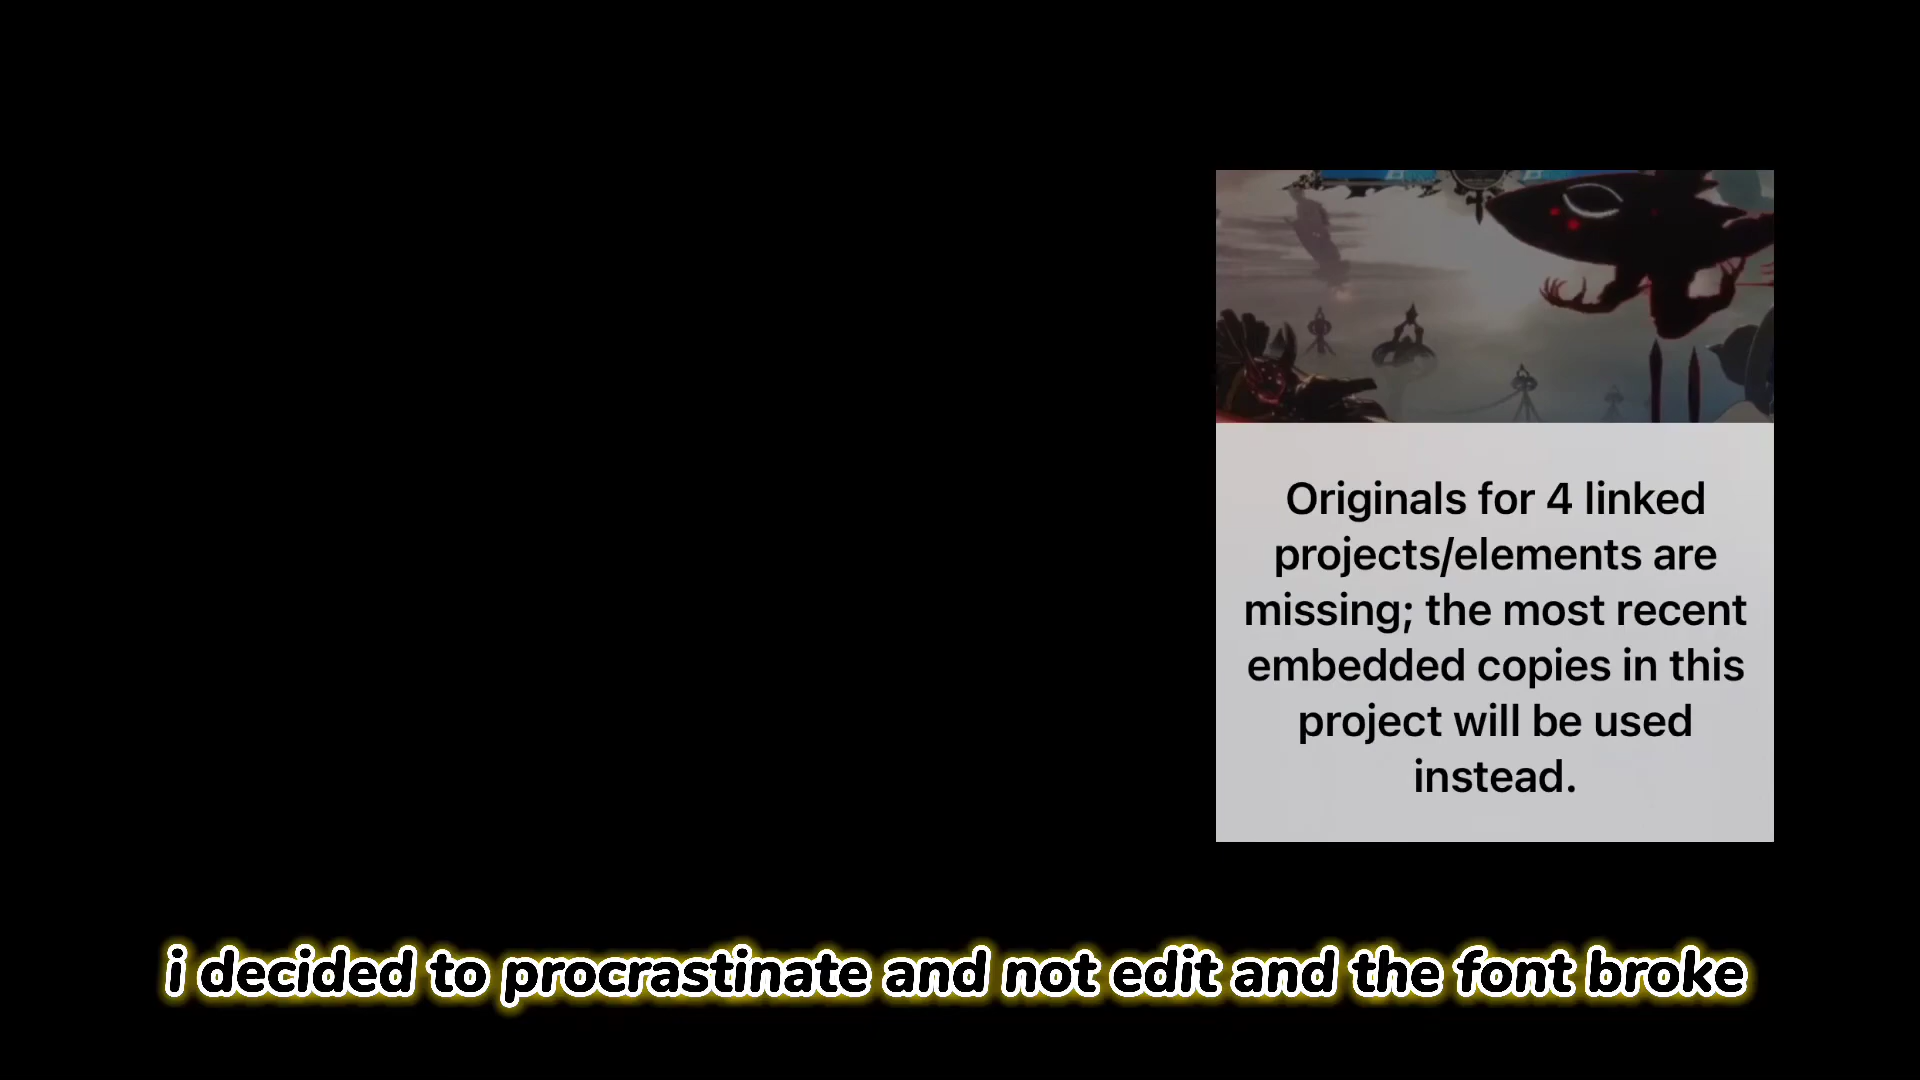 Originals for 4 linked
projects/elements are
missing; the most recent
embedded copies in this
project will be used
instead.
i decided to procrastinate and not edit and the font broke